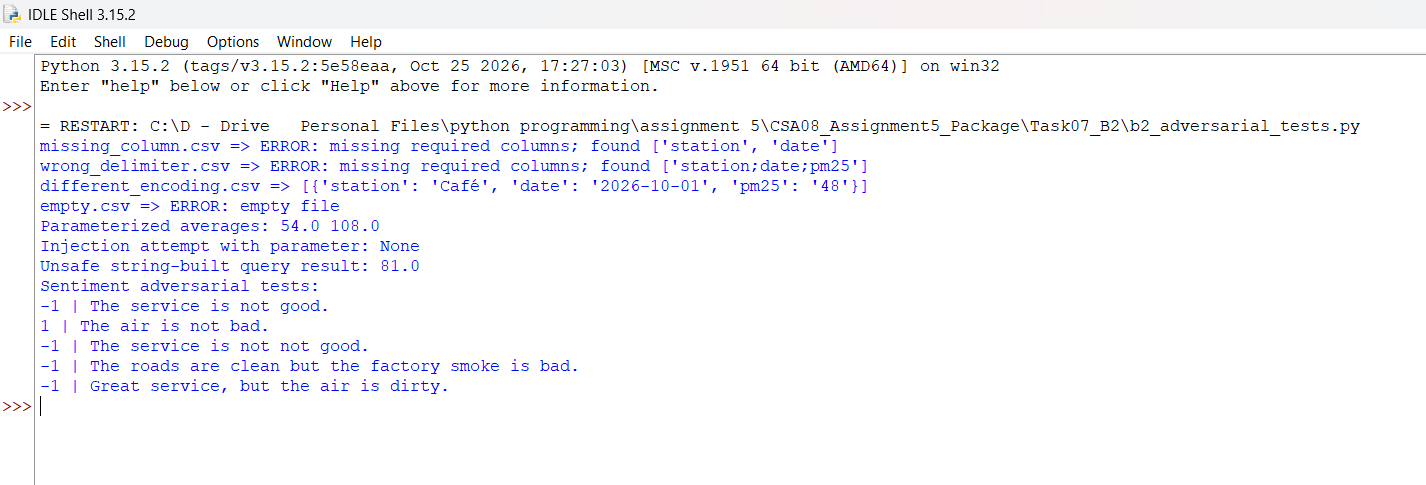 IDLE Shell 3.15.2
File Edit Shell Debug Options Window Help
Python 3.15.2 (tags/v3.15.2:5e58eaa, Oct 25 2026, 17:27:03) [MSC v.1951 64 bit (AMD64)] on win32
Enter "help" below or click "Help" above for more information.
>>>
= RESTART: C:\D - Drive   Personal Files\python programming\assignment 5\CSA08_Assignment5_Package\Task07_B2\b2_adversarial_tests.py
missing_column.csv => ERROR: missing required columns; found ['station', 'date']
wrong_delimiter.csv => ERROR: missing required columns; found ['station;date;pm25']
different_encoding.csv => [{'station': 'Café', 'date': '2026-10-01', 'pm25': '48'}]
empty.csv => ERROR: empty file
Parameterized averages: 54.0 108.0
Injection attempt with parameter: None
Unsafe string-built query result: 81.0
Sentiment adversarial tests:
-1 | The service is not good.
1 | The air is not bad.
-1 | The service is not not good.
-1 | The roads are clean but the factory smoke is bad.
-1 | Great service, but the air is dirty.
>>>